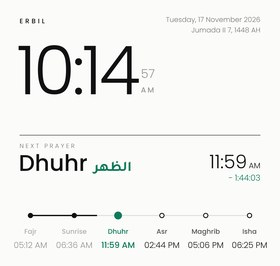 ERBIL
Tuesday, 17 November 2026
Jumada II 7, 1448 AH
10:14 57 AM
NEXT PRAYER
Dhuhr الظهر
11:59 AM
- 1:44:03
Fajr Sunrise Dhuhr Asr Maghrib Isha
05:12 AM 06:36 AM 11:59 AM 02:44 PM 05:06 PM 06:25 PM